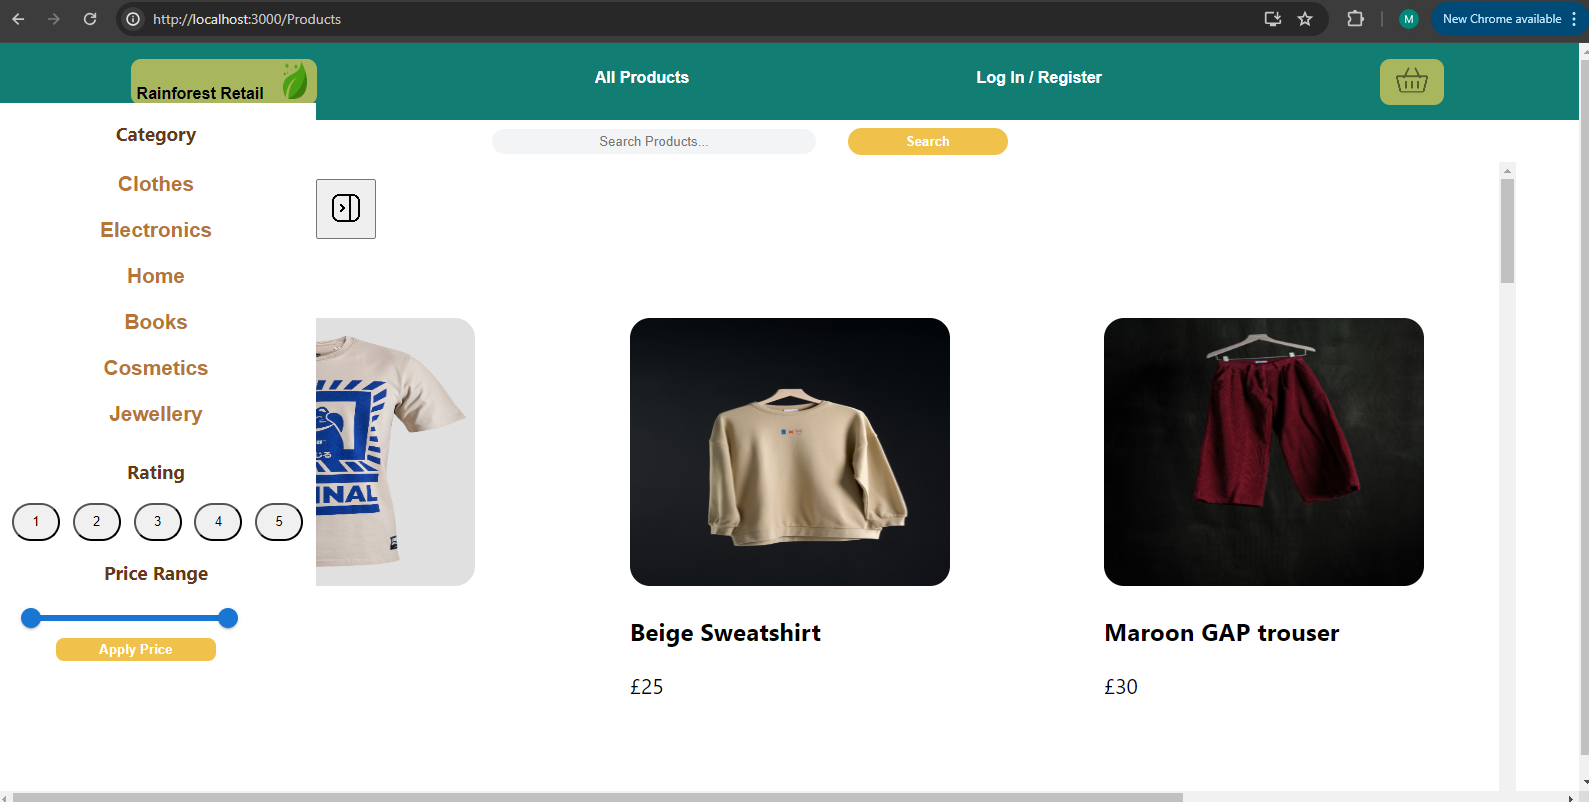 http://localhost:3000/Products
M
New Chrome available
Rainforest Retail
All Products
Log In / Register
Search Products...
Search
Category
Clothes
Electronics
Home
Books
Cosmetics
Jewellery
Rating
1 2 3 4 5
Price Range
Apply Price
INAL
Beige Sweatshirt
£25
Maroon GAP trouser
£30